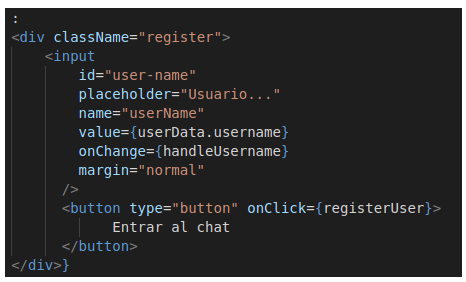 :
<div className="register">
<input
id="user-name"
placeholder="Usuario..."
name="userName"
value={userData.username}
onChange={handleUsername}
margin="normal"
/>
<button type="button" onClick={registerUser}>
Entrar al chat
</button>
</div>}